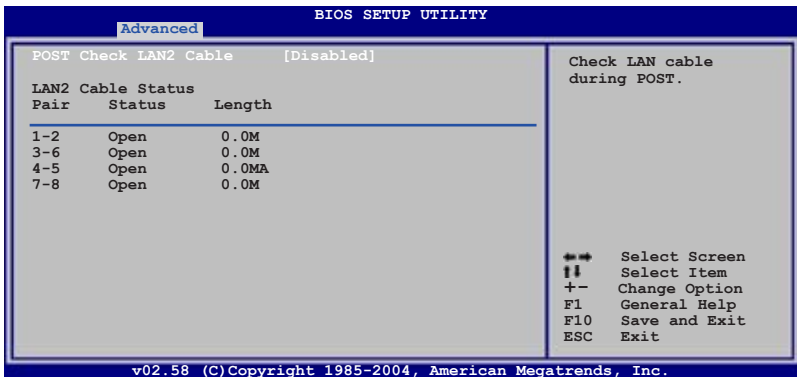 BIOS SETUP UTILITY
Advanced
POST Check LAN2 Cable [Disabled]
LAN2 Cable Status
Pair Status Length
1-2 Open 0.0M
3-6 Open 0.0M
4-5 Open 0.0MA
7-8 Open 0.0M
Check LAN cable
during POST.
←→ Select Screen
↑↓ Select Item
+- Change Option
F1 General Help
F10 Save and Exit
ESC Exit
v02.58 (C)Copyright 1985-2004, American Megatrends, Inc.